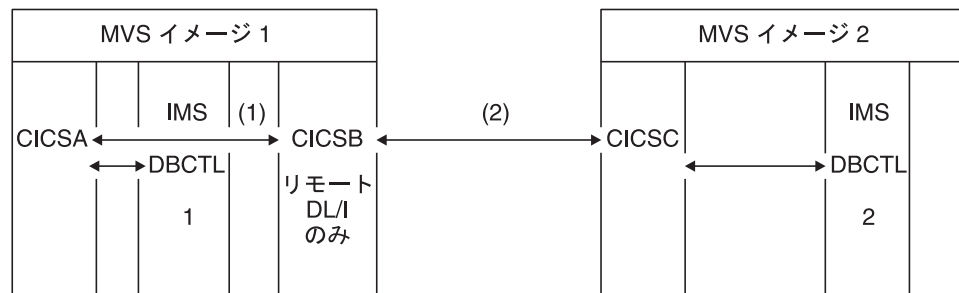 MVS イメージ 1
MVS イメージ 2
IMS
(1)
(2)
IMS
CICSA
CICSB
CICSC
DBCTL
リモート
DBCTL
1
DL/I
2
のみ